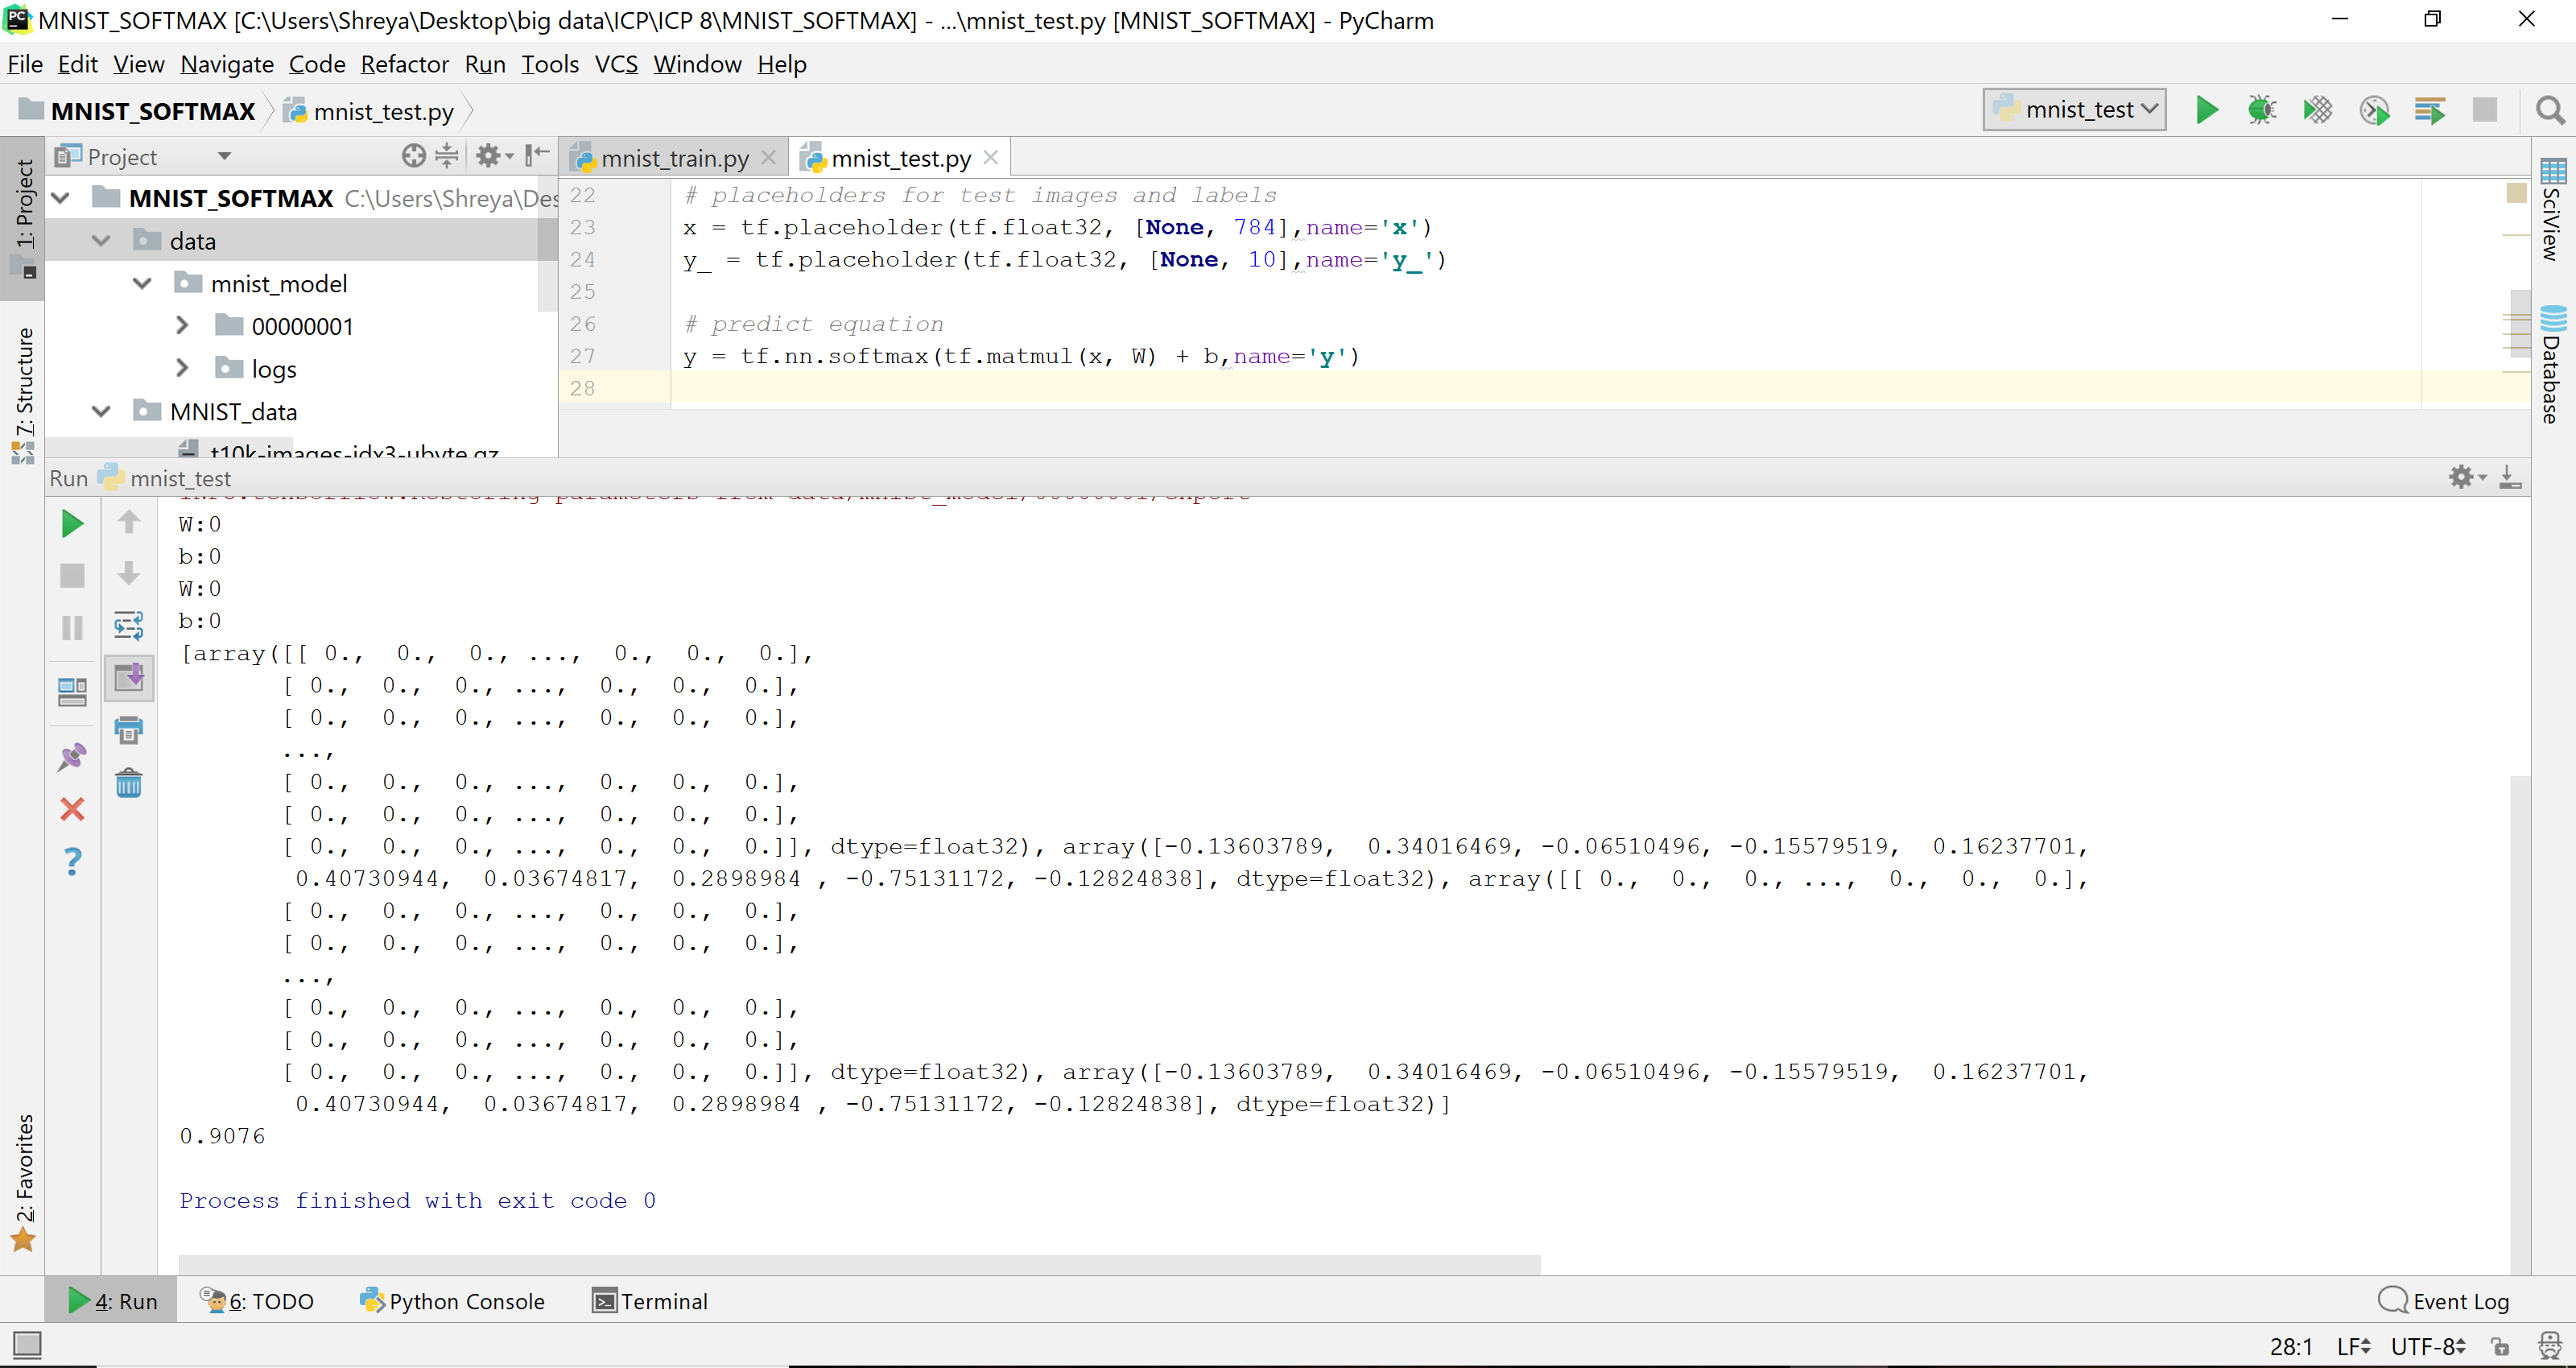 MNIST_SOFTMAX [C:\Users\Shreya\Desktop\big data\ICP\ICP 8\MNIST_SOFTMAX] - ...\mnist_test.py [MNIST_SOFTMAX] - PyCharm
File Edit View Navigate Code Refactor Run Tools VCS Window Help
MNIST_SOFTMAX mnist_test.py
mnist_test
1: Project
7: Structure
2: Favorites
Project
MNIST_SOFTMAX C:\Users\Shreya\Des
data
mnist_model
00000001
logs
MNIST_data
t10k-images-idx3-ubyte.gz
mnist_train.py mnist_test.py
22 # placeholders for test images and labels
23 x = tf.placeholder(tf.float32, [None, 784],name='x')
24 y_ = tf.placeholder(tf.float32, [None, 10],name='y_')
25
26 # predict equation
27 y = tf.nn.softmax(tf.matmul(x, W) + b,name='y')
28
SciView
Database
Run mnist_test
INFO:tensorflow:Restoring parameters from data/mnist_model/00000001/export
W:0
b:0
W:0
b:0
[array([[ 0., 0., 0., ..., 0., 0., 0.],
[ 0., 0., 0., ..., 0., 0., 0.],
[ 0., 0., 0., ..., 0., 0., 0.],
...,
[ 0., 0., 0., ..., 0., 0., 0.],
[ 0., 0., 0., ..., 0., 0., 0.],
[ 0., 0., 0., ..., 0., 0., 0.]], dtype=float32), array([-0.13603789, 0.34016469, -0.06510496, -0.15579519, 0.16237701,
0.40730944, 0.03674817, 0.2898984 , -0.75131172, -0.12824838], dtype=float32), array([[ 0., 0., 0., ..., 0., 0., 0.],
[ 0., 0., 0., ..., 0., 0., 0.],
[ 0., 0., 0., ..., 0., 0., 0.],
...,
[ 0., 0., 0., ..., 0., 0., 0.],
[ 0., 0., 0., ..., 0., 0., 0.],
[ 0., 0., 0., ..., 0., 0., 0.]], dtype=float32), array([-0.13603789, 0.34016469, -0.06510496, -0.15579519, 0.16237701,
0.40730944, 0.03674817, 0.2898984 , -0.75131172, -0.12824838], dtype=float32)]
0.9076
Process finished with exit code 0
4: Run 6: TODO Python Console Terminal Event Log
28:1 LF UTF-8